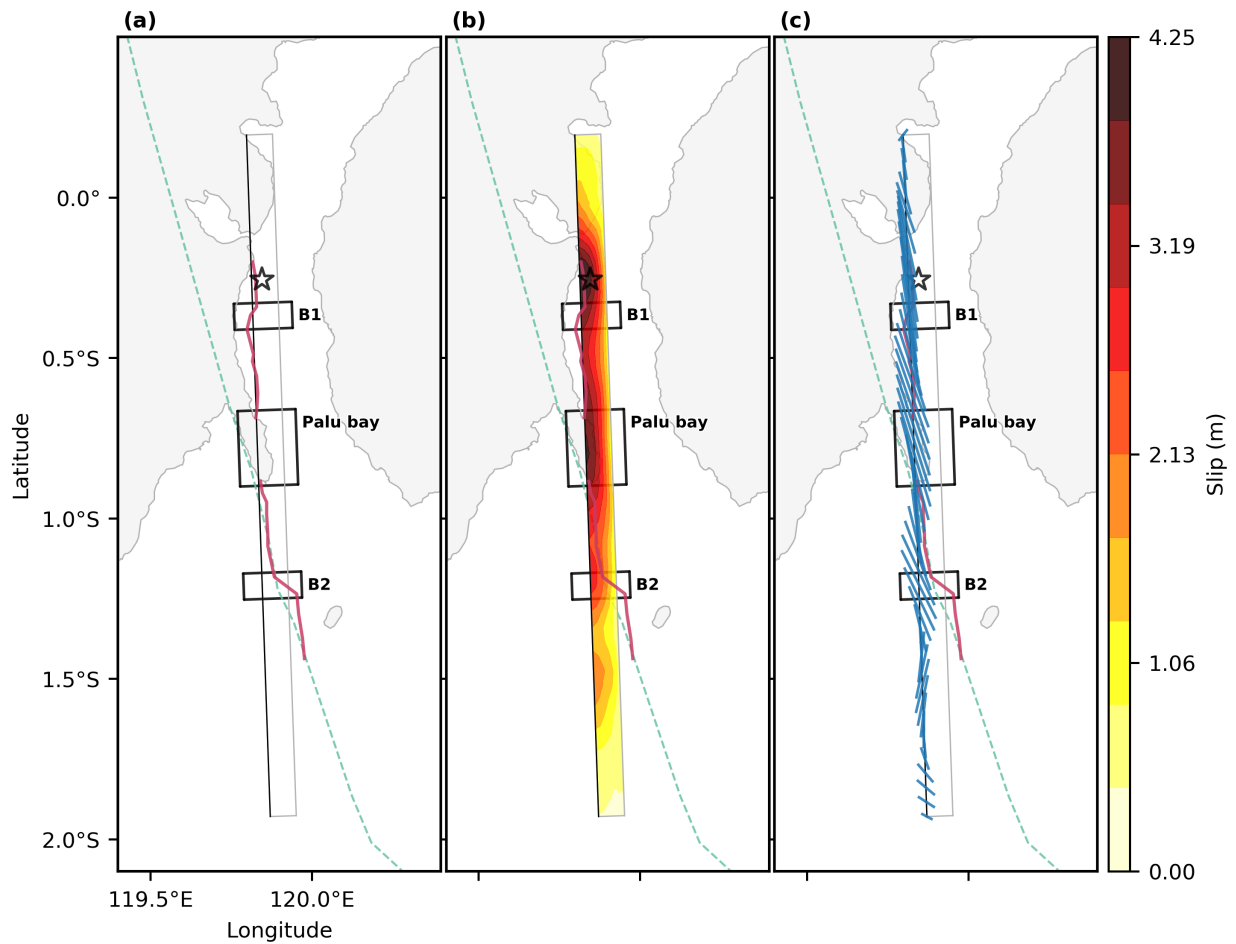 (a)
(b)
(c)
4.25
0.0°
3.19
B1
B1
B1
0.5°S
Palu bay
Palu bay
Palu bay
Latitude
2.13
Slip (m)
1.0°S
B2
B2
B2
1.06
1.5°S
2.0°S
0.00
119.5°E
120.0°E
Longitude